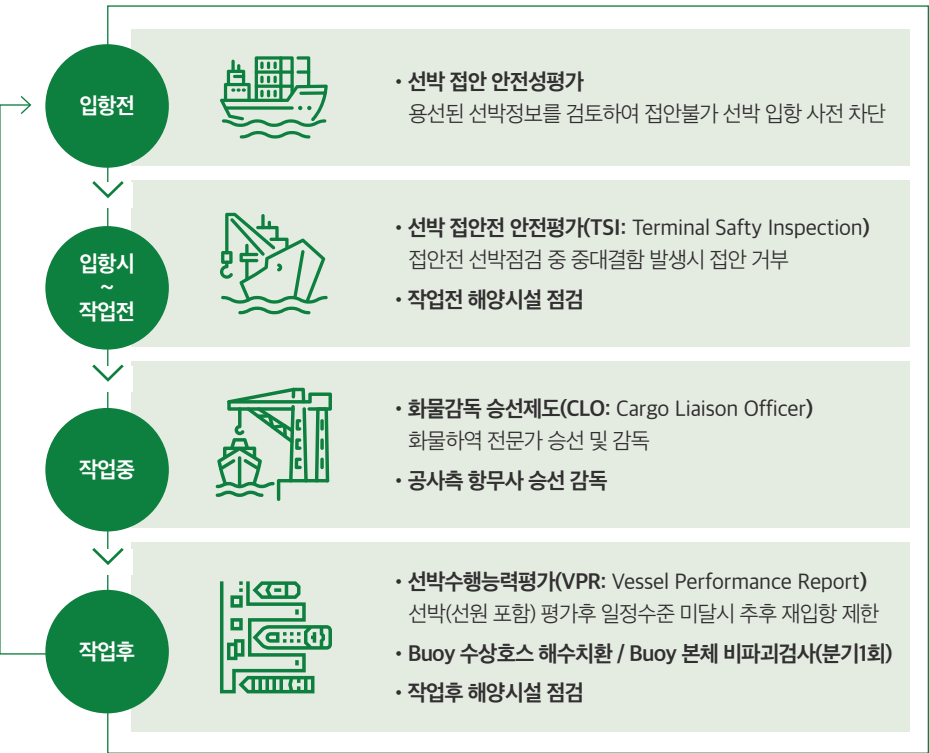 입항전
• 선박 접안 안전성평가
용선된 선박정보를 검토하여 접안불가 선박 입항 사전 차단
입항시
~
작업전
• 선박 접안전 안전평가(TSI: Terminal Safty Inspection)
접안전 선박점검 중 중대결함 발생시 접안 거부
• 작업전 해양시설 점검
작업중
• 화물감독 승선제도(CLO: Cargo Liaison Officer)
화물하역 전문가 승선 및 감독
• 공사측 항무사 승선 감독
작업후
• 선박수행능력평가(VPR: Vessel Performance Report)
선박(선원 포함) 평가후 일정수준 미달시 추후 재입항 제한
• Buoy 수상호스 해수치환 / Buoy 본체 비파괴검사(분기1회)
• 작업후 해양시설 점검